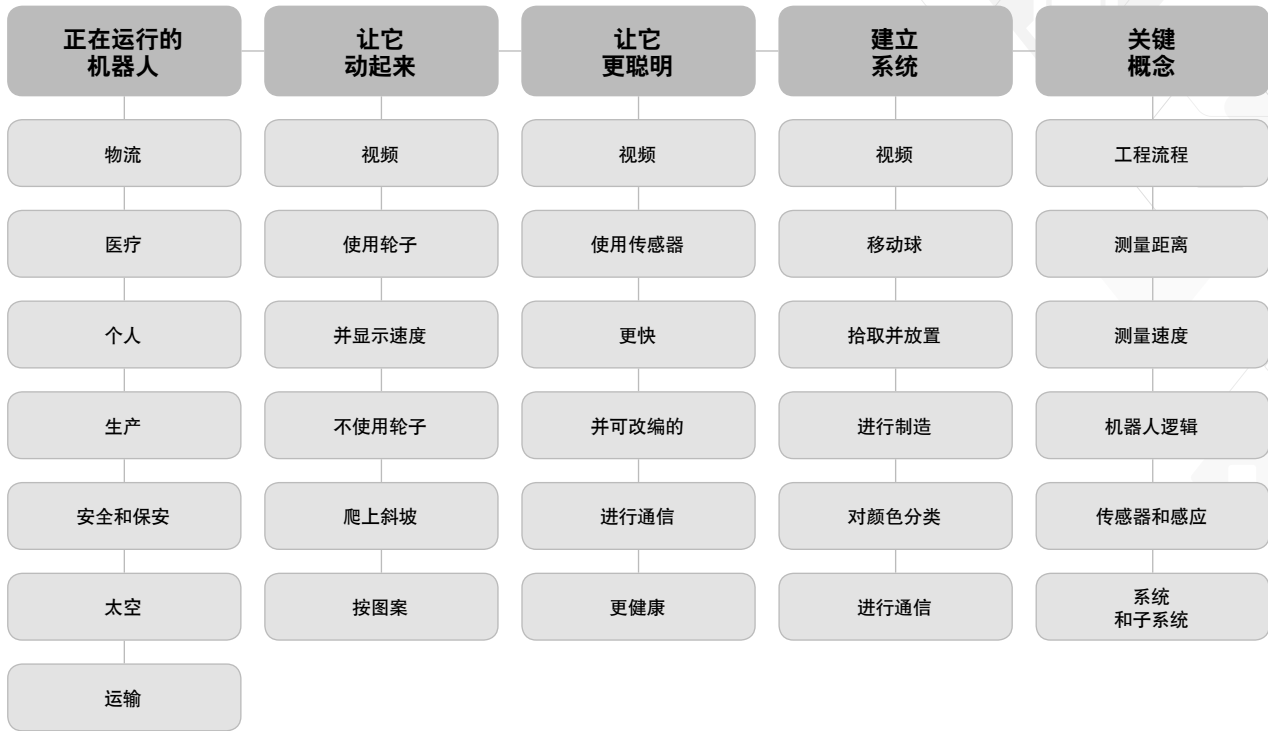 正在运行的
机器人
物流
医疗
个人
生产
安全和保安
太空
运输
让它
动起来
视频
使用轮子
并显示速度
不使用轮子
爬上斜坡
按图案
让它
更聪明
视频
使用传感器
更快
并可改编的
进行通信
更健康
建立
系统
视频
移动球
拾取并放置
进行制造
对颜色分类
进行通信
关键
概念
工程流程
测量距离
测量速度
机器人逻辑
传感器和感应
系统
和子系统